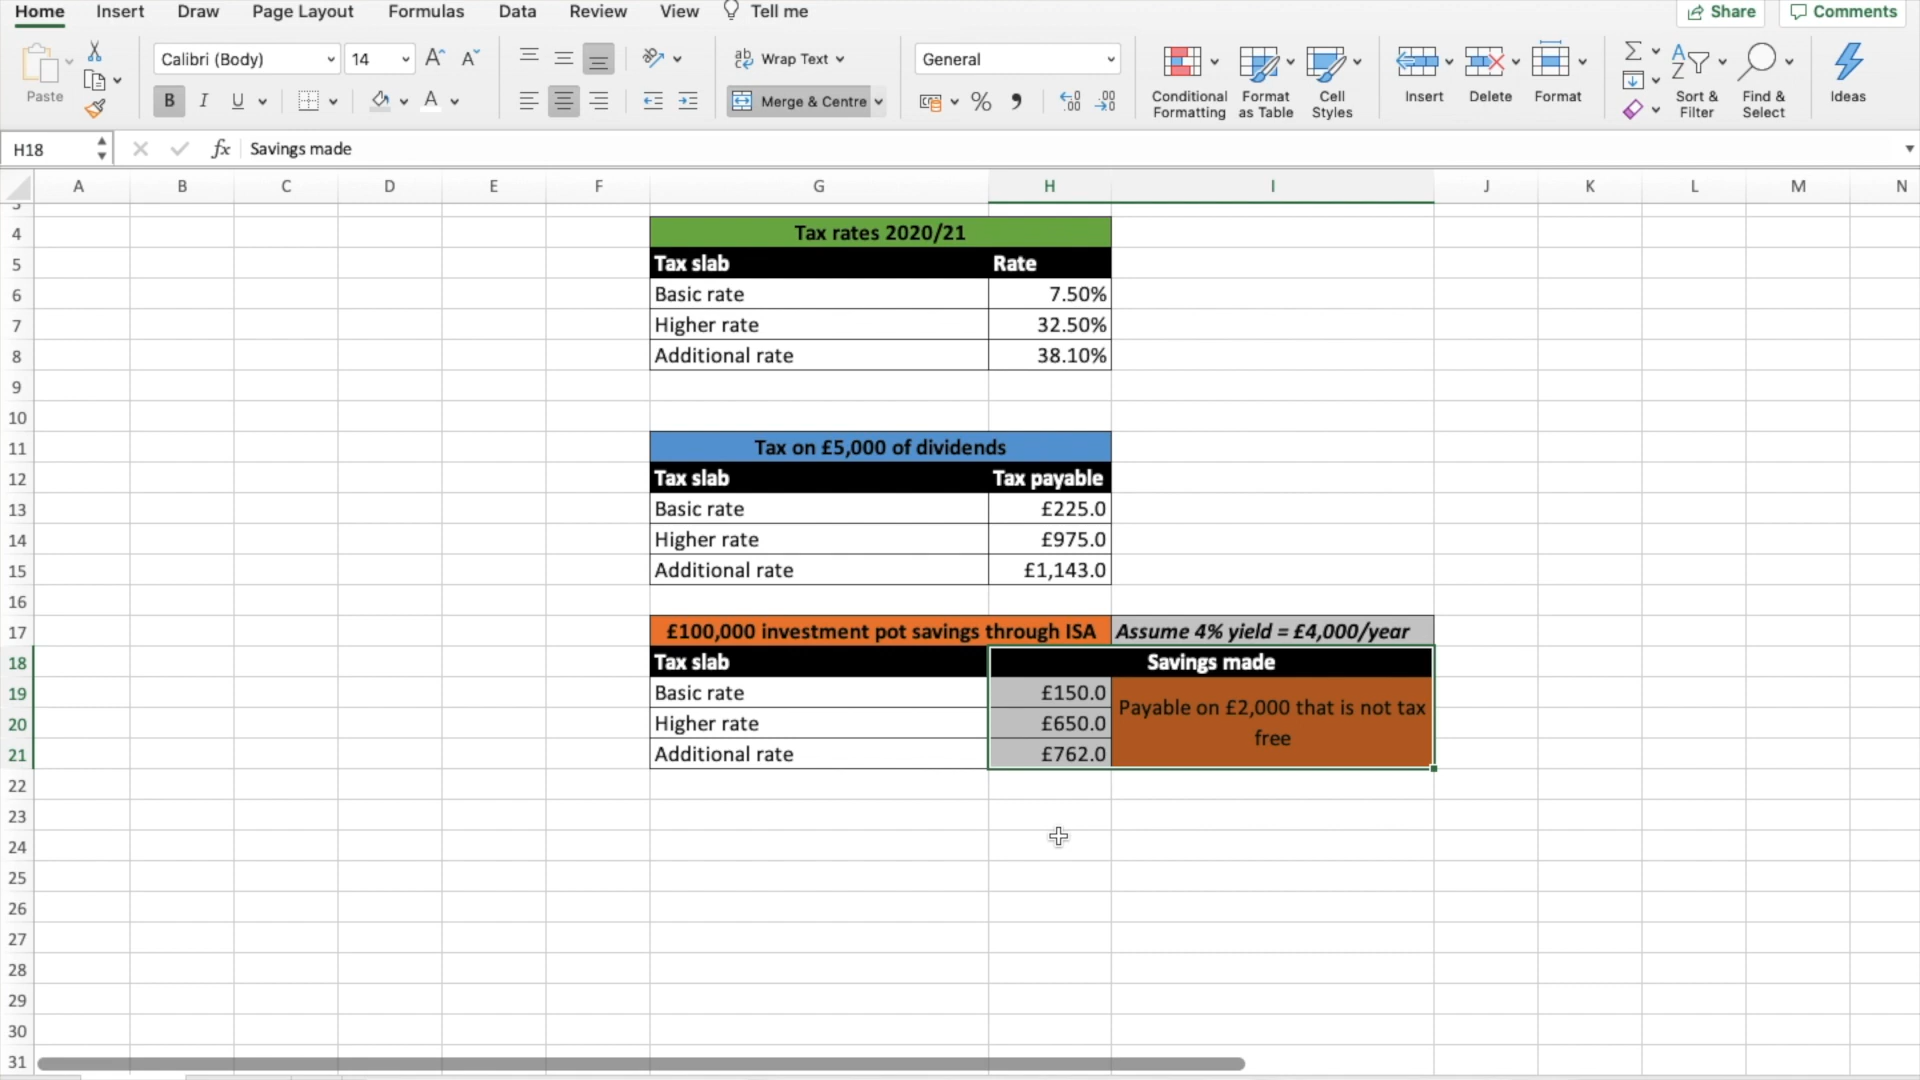 Home Insert Draw Page Layout Formulas Data Review View Tell me Share Comments
Calibri (Body) 14 Wrap Text General
Paste B I U A Merge & Centre % Conditional Formatting Format as Table Cell Styles Insert Delete Format Sort & Filter Find & Select Ideas
H18 fx Savings made
A B C D E F G H I J K L M N
4 Tax rates 2020/21
5 Tax slab Rate
6 Basic rate 7.50%
7 Higher rate 32.50%
8 Additional rate 38.10%
9
10
11 Tax on £5,000 of dividends
12 Tax slab Tax payable
13 Basic rate £225.0
14 Higher rate £975.0
15 Additional rate £1,143.0
16
17 £100,000 investment pot savings through ISA Assume 4% yield = £4,000/year
18 Tax slab Savings made
19 Basic rate £150.0 Payable on £2,000 that is not tax
20 Higher rate £650.0 free
21 Additional rate £762.0
22
23
24
25
26
27
28
29
30
31